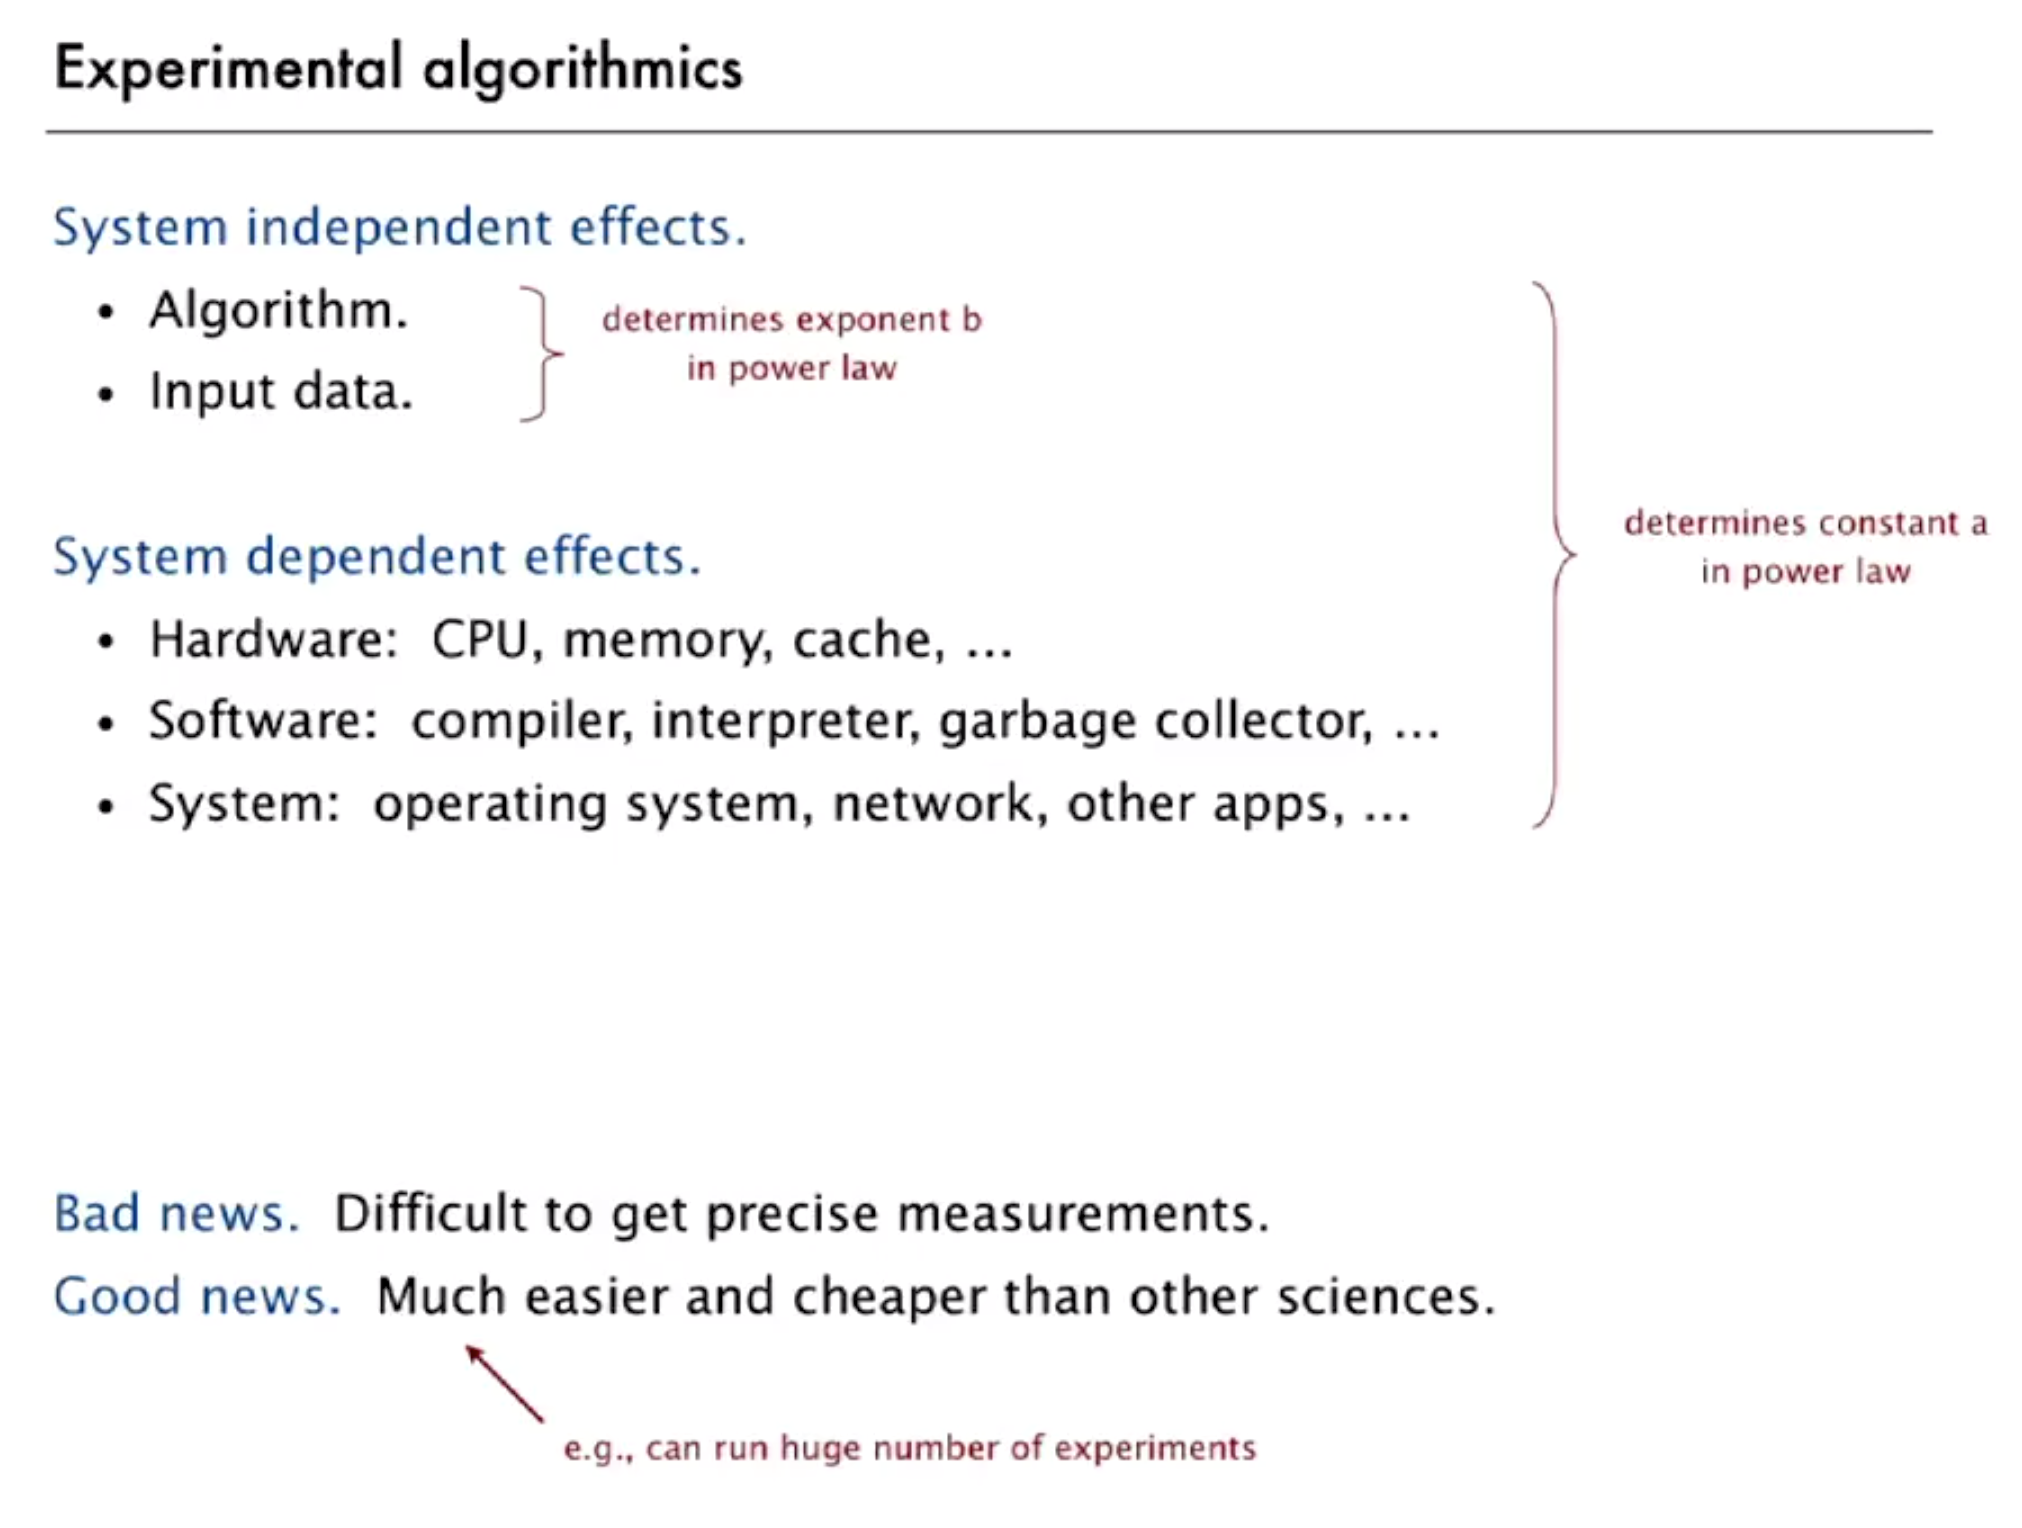 Experimental algorithmics
System independent effects.
• Algorithm.
• Input data.
determines exponent b
in power law
System dependent effects.
• Hardware: CPU, memory, cache, ...
• Software: compiler, interpreter, garbage collector, ...
• System: operating system, network, other apps, ...
determines constant a
in power law
Bad news. Difficult to get precise measurements.
Good news. Much easier and cheaper than other sciences.
e.g., can run huge number of experiments